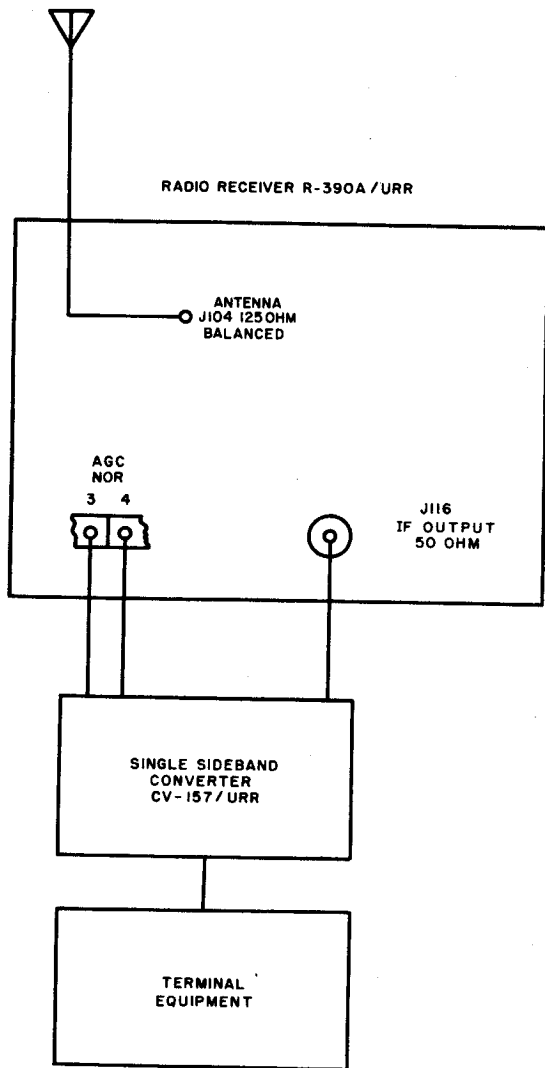 RADIO RECEIVER R-390A/URR
ANTENNA
J104 125OHM
BALANCED
AGC
NOR
3 4
J116
IF OUTPUT
50 OHM
SINGLE SIDEBAND
CONVERTER
CV-157/URR
TERMINAL
EQUIPMENT